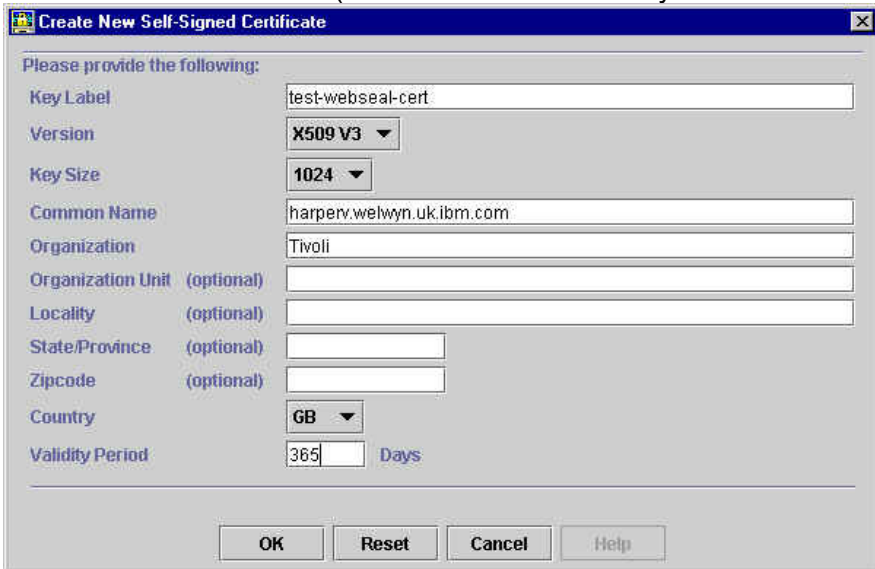 Create New Self-Signed Certificate
Please provide the following:
Key Label test-webseal-cert
Version X509 V3
Key Size 1024
Common Name harperv.welwyn.uk.ibm.com
Organization Tivoli
Organization Unit (optional)
Locality (optional)
State/Province (optional)
Zipcode (optional)
Country GB
Validity Period 365 Days
OK Reset Cancel Help